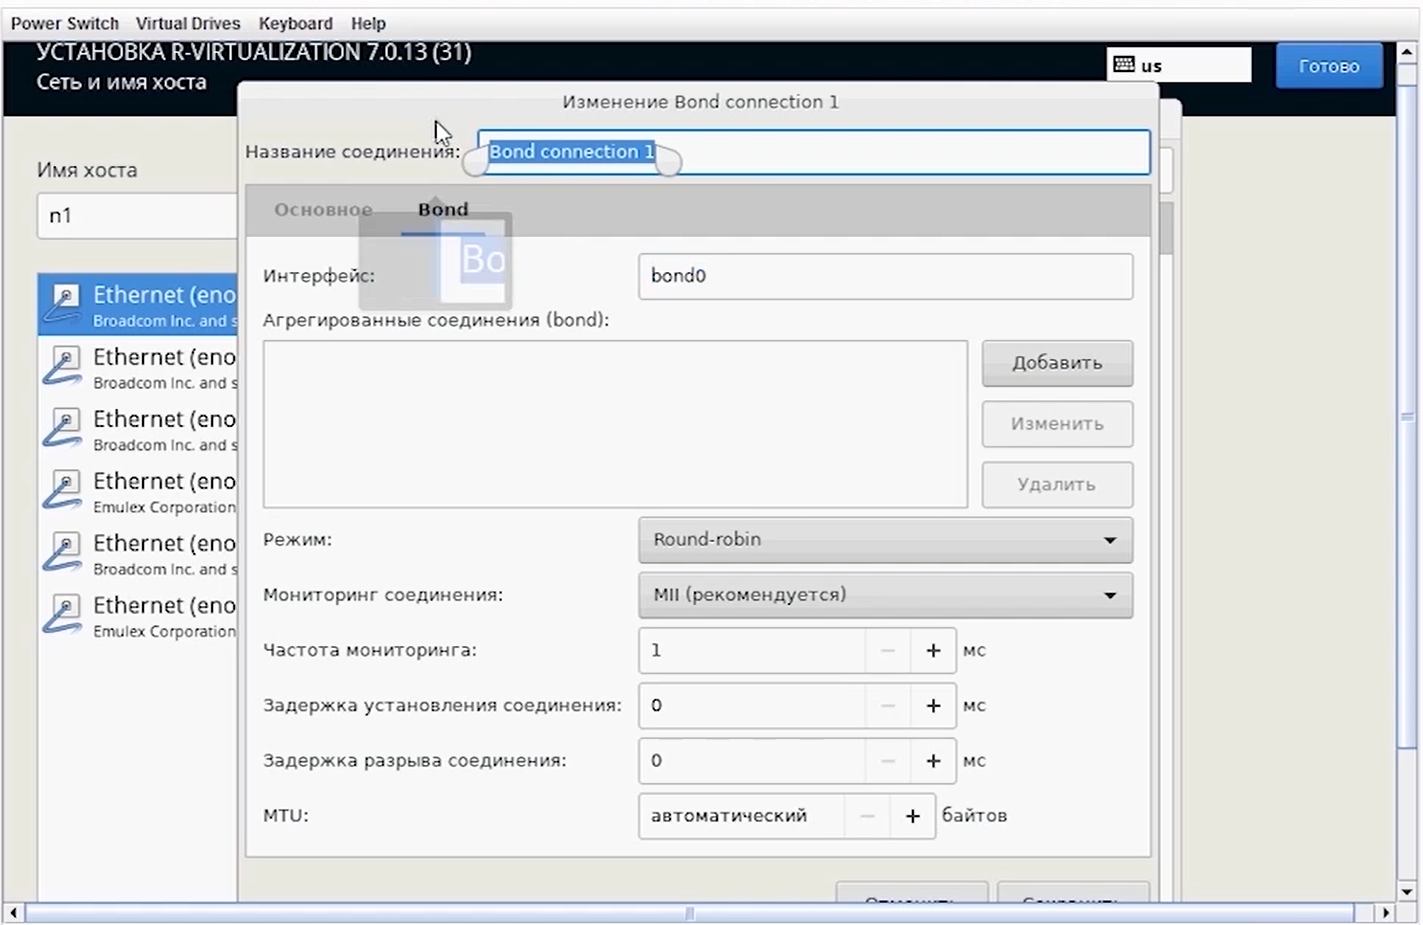 Power Switch Virtual Drives Keyboard Help
УСТАНОВКА R-VIRTUALIZATION 7.0.13 (31)
Сеть и имя хоста
us
Готово
Изменение Bond connection 1
Название соединения: Bond connection 1
Имя хоста
n1
Основное Bond
Bo
Интерфейс: bond0
Агрегированные соединения (bond):
Добавить
Изменить
Удалить
Ethernet (eno
Broadcom Inc. and s
Ethernet (eno
Broadcom Inc. and s
Ethernet (eno
Broadcom Inc. and s
Ethernet (eno
Emulex Corporation
Ethernet (eno
Broadcom Inc. and s
Ethernet (eno
Emulex Corporation
Режим: Round-robin
Мониторинг соединения: MII (рекомендуется)
Частота мониторинга: 1 − + мс
Задержка установления соединения: 0 − + мс
Задержка разрыва соединения: 0 − + мс
MTU: автоматический − + байтов